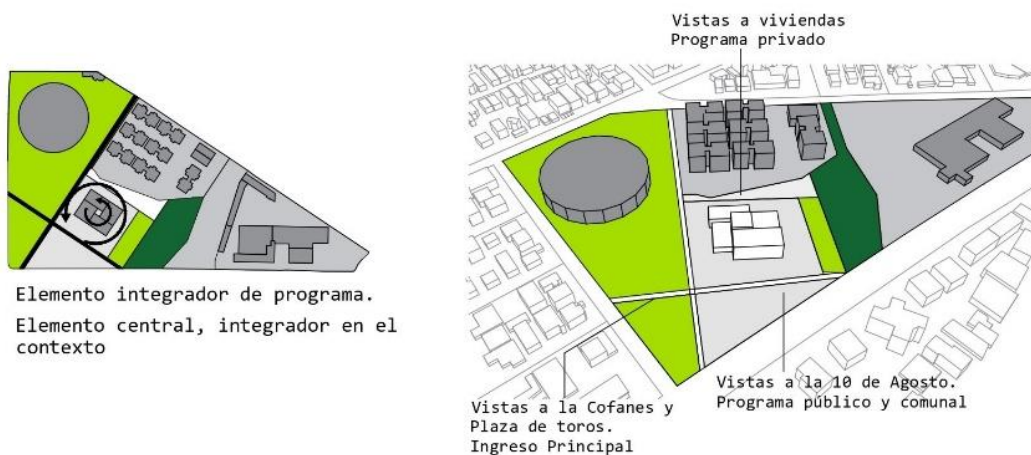 Vistas a viviendas
Programa privado
Elemento integrador de programa.
Elemento central, integrador en el
contexto
Vistas a la Cofanes y
Plaza de toros.
Ingreso Principal
Vistas a la 10 de Agosto.
Programa público y comunal